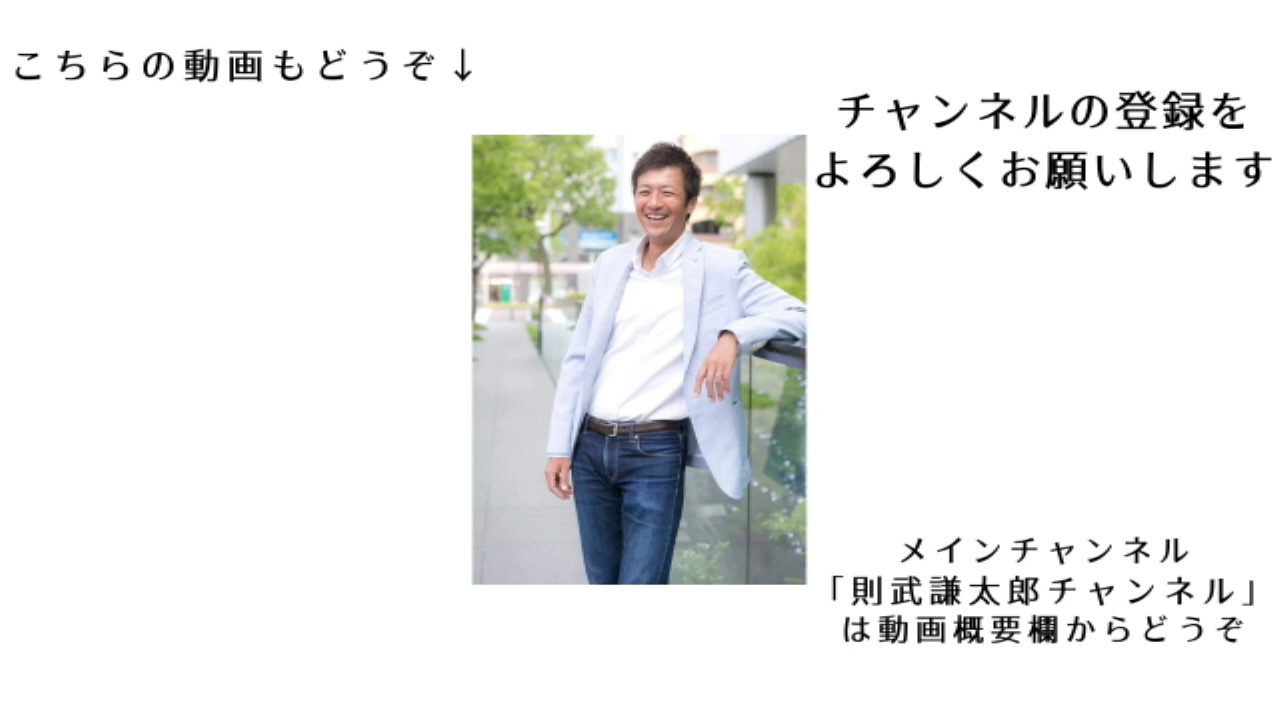 こちらの動画もどうぞ↓
チャンネルの登録を
よろしくお願いします
メインチャンネル
「則武謙太郎チャンネル」
は動画概要欄からどうぞ